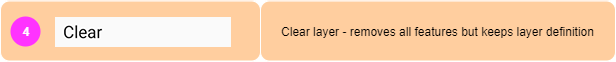 4
Clear
Clear layer - removes all features but keeps layer definition